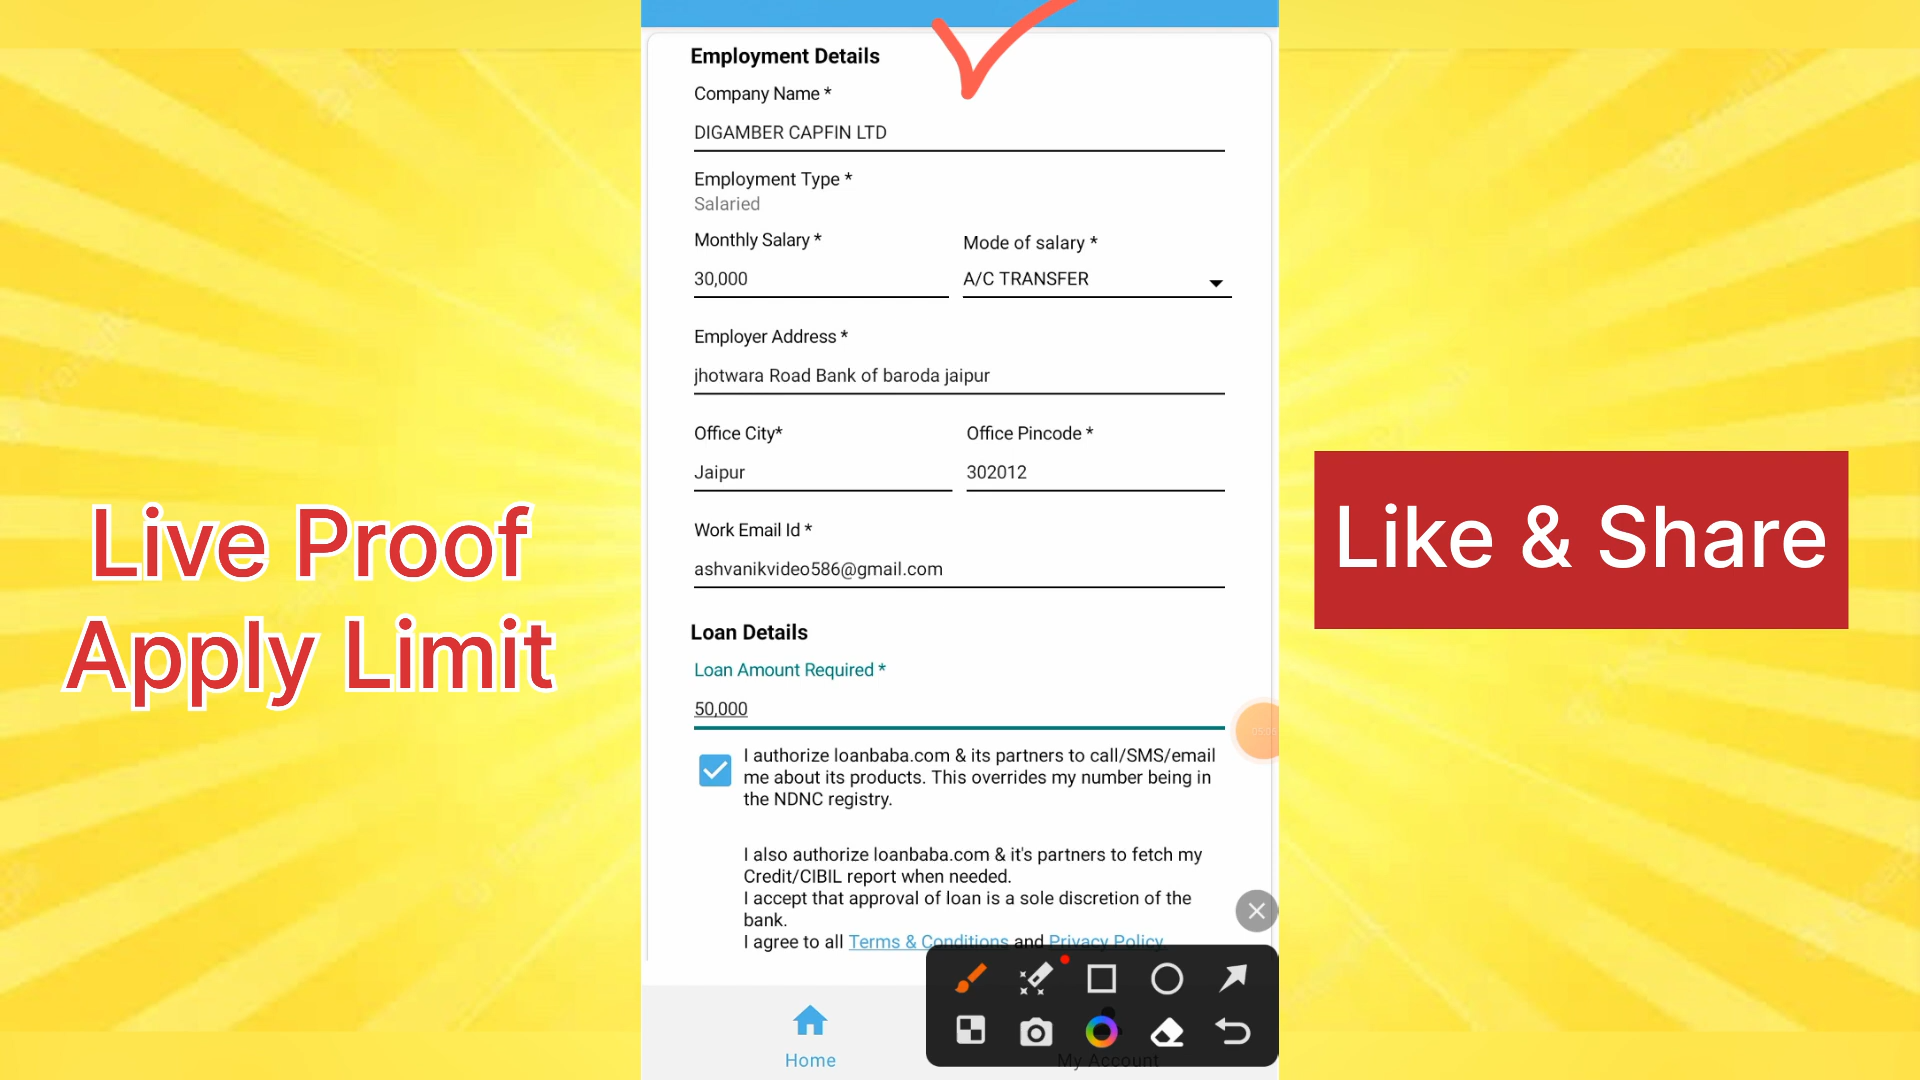 Employment Details
Company Name *
DIGAMBER CAPFIN LTD
Employment Type *
Salaried
Monthly Salary *
Mode of salary *
30,000
A/C TRANSFER
Employer Address *
jhotwara Road Bank of baroda jaipur
Office City*
Office Pincode *
Jaipur
302012
Work Email Id *
ashvanikvideo586@gmail.com
Loan Details
Loan Amount Required *
50,000
I authorize loanbaba.com & its partners to call/SMS/email
me about its products. This overrides my number being in
the NDNC registry.
I also authorize loanbaba.com & it's partners to fetch my
Credit/CIBIL report when needed.
I accept that approval of loan is a sole discretion of the
bank.
I agree to all Terms & Conditions and Privacy Policy
Home
My Account
Live Proof
Apply Limit
Like & Share